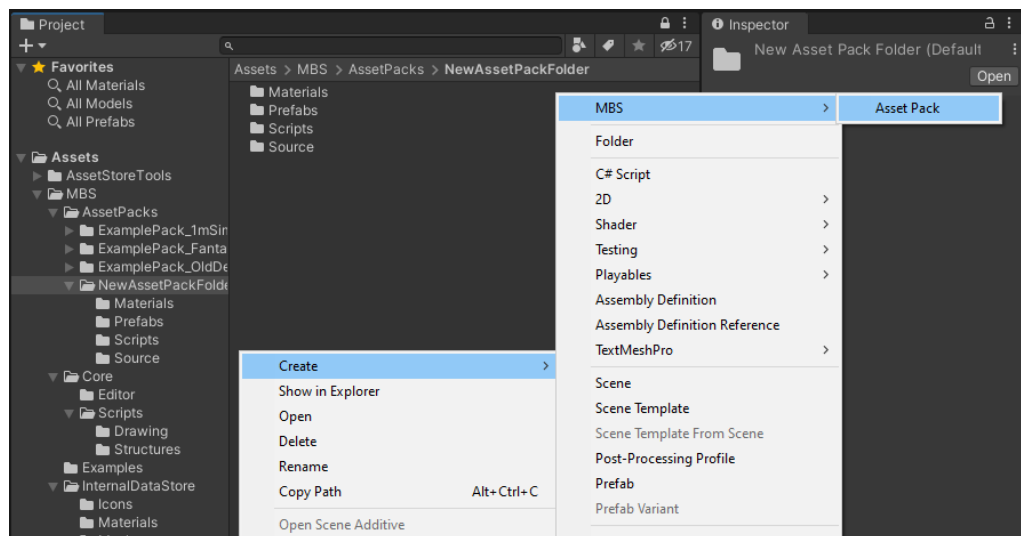 Project
17
Favorites
All Materials
All Models
All Prefabs
Assets
AssetStoreTools
MBS
AssetPacks
ExamplePack_1mSim
ExamplePack_Fanta
ExamplePack_OldDe
NewAssetPackFolde
Materials
Prefabs
Scripts
Source
Core
Editor
Scripts
Drawing
Structures
Examples
InternalDataStore
Icons
Materials
Assets > MBS > AssetPacks > NewAssetPackFolder
Materials
Prefabs
Scripts
Source
Create >
Show in Explorer
Open
Delete
Rename
Copy Path Alt+Ctrl+C
Open Scene Additive
MBS >
Folder
C# Script
2D >
Shader >
Testing >
Playables >
Assembly Definition
Assembly Definition Reference
TextMeshPro >
Scene
Scene Template
Scene Template From Scene
Post-Processing Profile
Prefab
Prefab Variant
Asset Pack
Inspector
New Asset Pack Folder (Default
Open